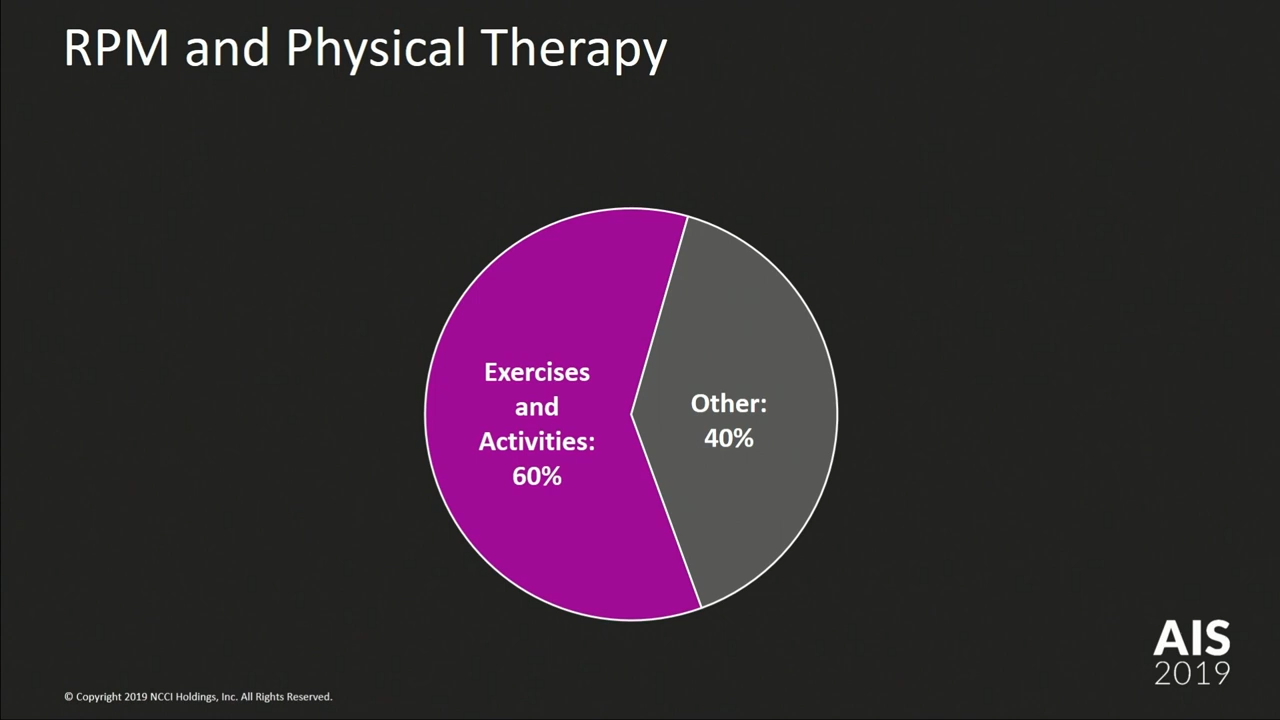 RPM and Physical Therapy
Exercises
and
Activities:
60%
Other:
40%
AIS
2019
© Copyright 2019 NCCI Holdings, Inc. All Rights Reserved.